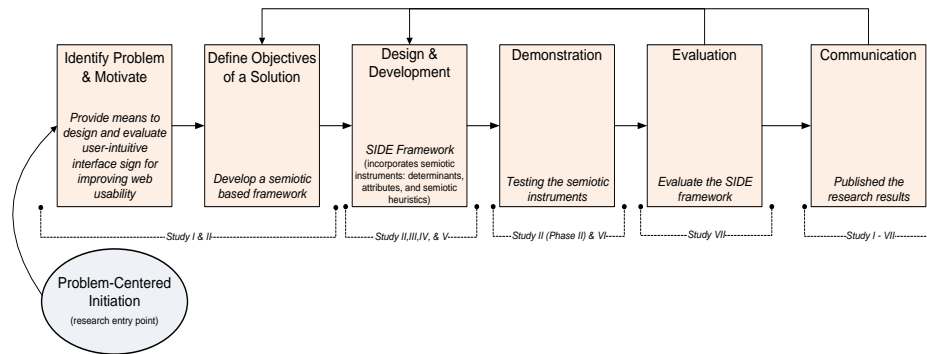 Identify Problem
& Motivate
Provide means to
design and evaluate
user-intuitive
interface sign for
improving web
usability
Define Objectives
of a Solution
Develop a semiotic
based framework
Design &
Development
SIDE Framework
(incorporates semiotic
instruments: determinants,
attributes, and semiotic
heuristics)
Demonstration
Testing the semiotic
instruments
Evaluation
Evaluate the SIDE
framework
Communication
Published the
research results
Study I & II
Study II,III,IV, & V
Study II (Phase II) & VI
Study VII
Study I - VII
Problem-Centered
Initiation
(research entry point)